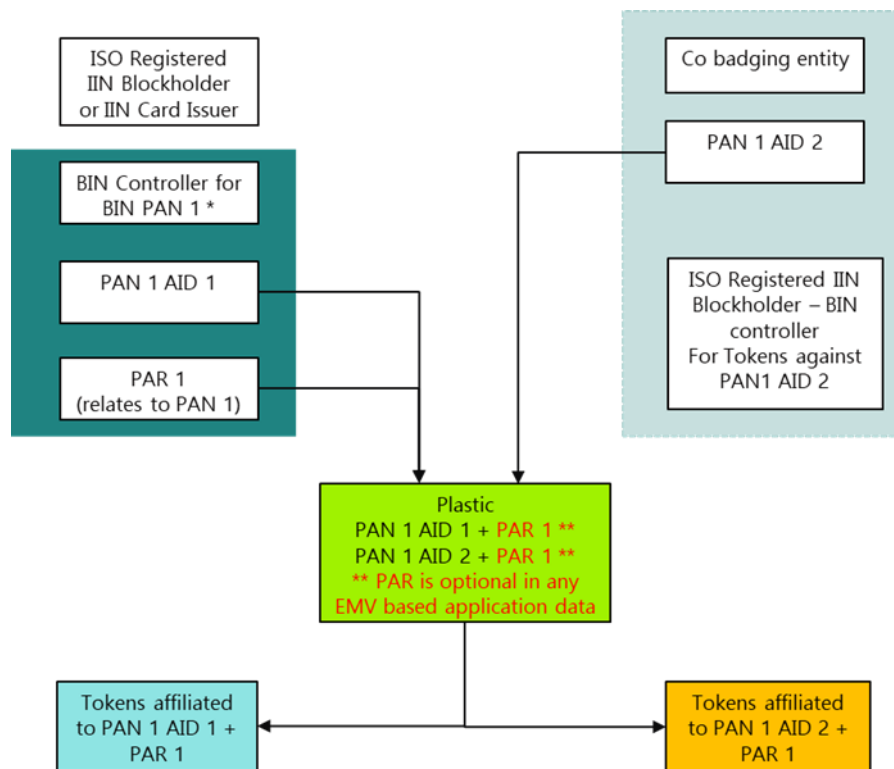 ISO Registered
IIN Blockholder
or IIN Card Issuer
BIN Controller for
BIN PAN 1 *
PAN 1 AID 1
PAR 1
(relates to PAN 1)
Co badging entity
PAN 1 AID 2
ISO Registered IIN
Blockholder – BIN
controller
For Tokens against
PAN1 AID 2
Plastic
PAN 1 AID 1 + PAR 1 **
PAN 1 AID 2 + PAR 1 **
** PAR is optional in any
EMV based application data
Tokens affiliated
to PAN 1 AID 1 +
PAR 1
Tokens affiliated
to PAN 1 AID 2 +
PAR 1